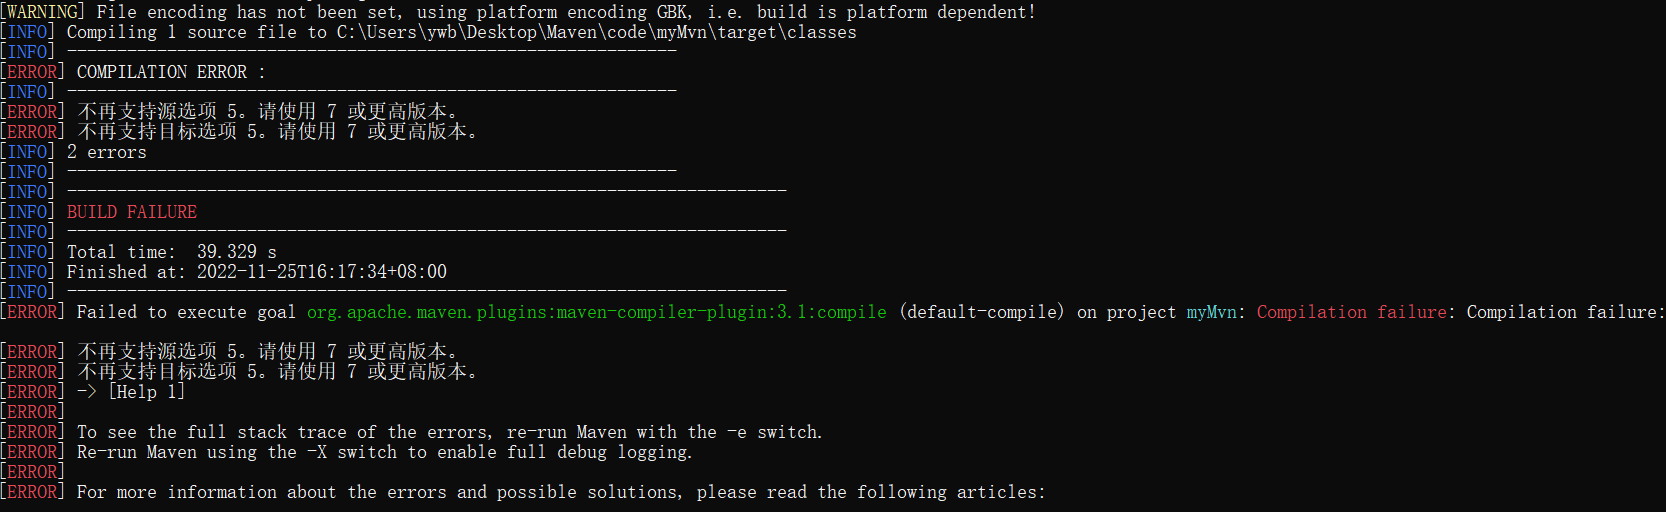 [WARNING] File encoding has not been set, using platform encoding GBK, i.e. build is platform dependent!
[INFO] Compiling 1 source file to C:\Users\ywb\Desktop\Maven\code\myMvn\target\classes
[INFO] -------------------------------------------------------------
[ERROR] COMPILATION ERROR :
[INFO] -------------------------------------------------------------
[ERROR] 不再支持源选项 5。请使用 7 或更高版本。
[ERROR] 不再支持目标选项 5。请使用 7 或更高版本。
[INFO] 2 errors
[INFO] -------------------------------------------------------------
[INFO] ------------------------------------------------------------------------
[INFO] BUILD FAILURE
[INFO] ------------------------------------------------------------------------
[INFO] Total time:  39.329 s
[INFO] Finished at: 2022-11-25T16:17:34+08:00
[INFO] ------------------------------------------------------------------------
[ERROR] Failed to execute goal org.apache.maven.plugins:maven-compiler-plugin:3.1:compile (default-compile) on project myMvn: Compilation failure: Compilation failure:
[ERROR] 不再支持源选项 5。请使用 7 或更高版本。
[ERROR] 不再支持目标选项 5。请使用 7 或更高版本。
[ERROR] -> [Help 1]
[ERROR]
[ERROR] To see the full stack trace of the errors, re-run Maven with the -e switch.
[ERROR] Re-run Maven using the -X switch to enable full debug logging.
[ERROR]
[ERROR] For more information about the errors and possible solutions, please read the following articles: